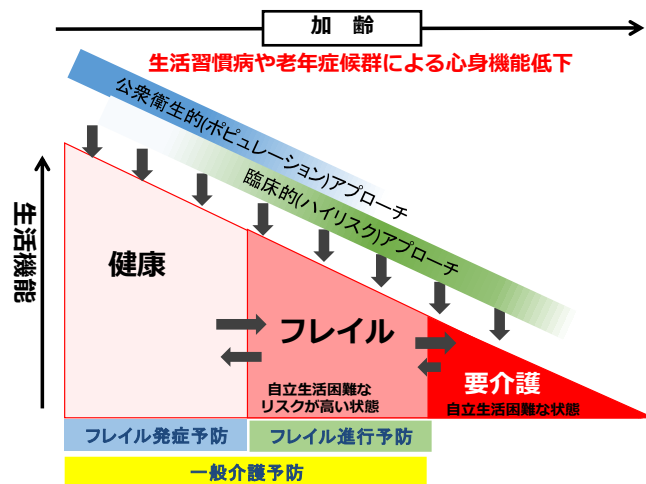 加 齢
生活習慣病や老年症候群による心身機能低下
公衆衛生的(ポピュレーション)アプローチ
臨床的(ハイリスク)アプローチ
生活機能
健康
フレイル
自立生活困難な
リスクが高い状態
要介護
自立生活困難な状態
フレイル発症予防
フレイル進行予防
一般介護予防